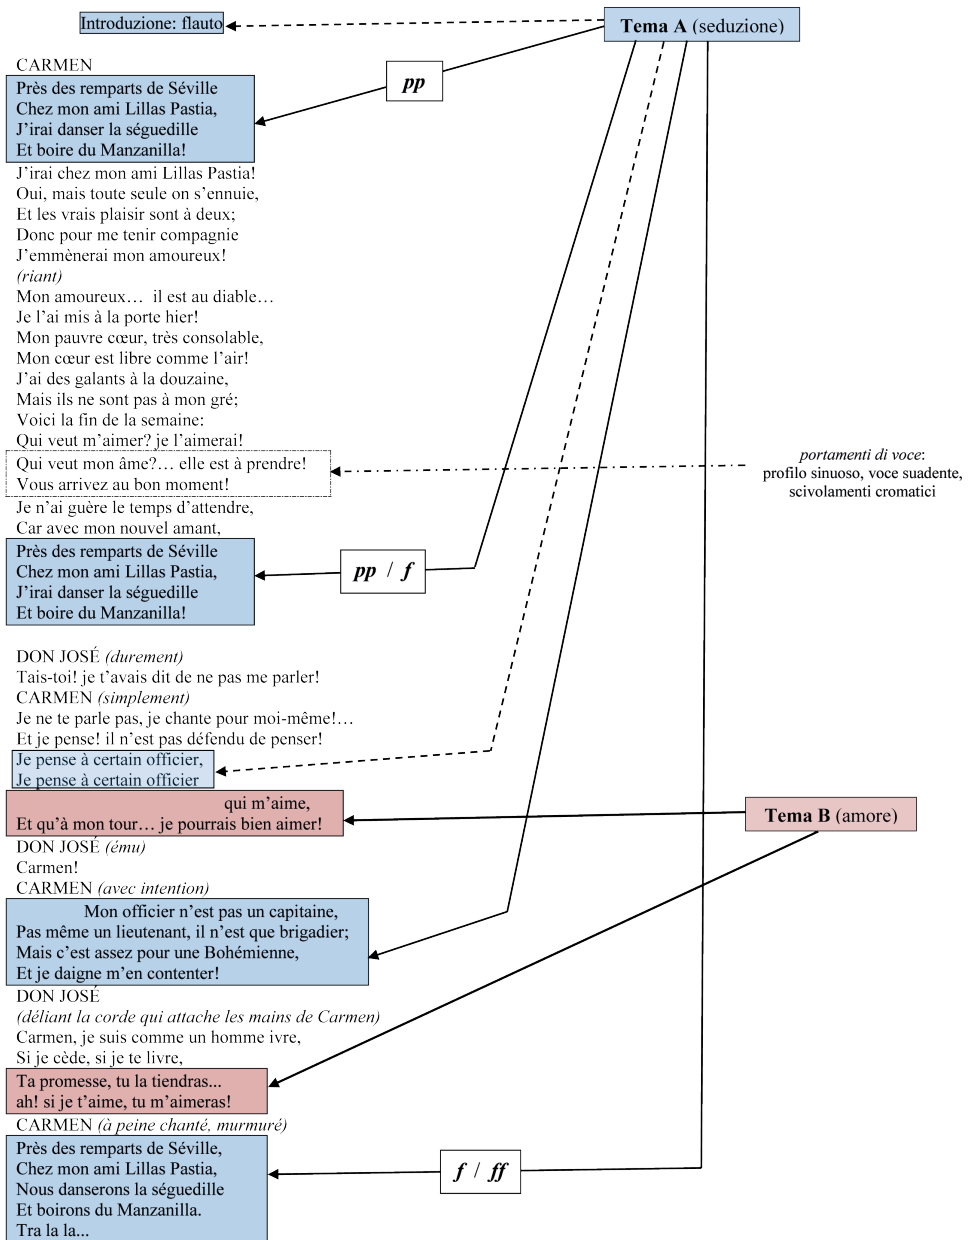 Introduzione: flauto
Tema A (seduzione)
CARMEN
pp
Près des remparts de Séville
Chez mon ami Lillas Pastia,
J’irai danser la séguedille
Et boire du Manzanilla!
J’irai chez mon ami Lillas Pastia!
Oui, mais toute seule on s’ennuie,
Et les vrais plaisir sont à deux;
Donc pour me tenir compagnie
J’emmènerai mon amoureux!
(riant)
Mon amoureux… il est au diable…
Je l’ai mis à la porte hier!
Mon pauvre cœur, très consolable,
Mon cœur est libre comme l’air!
J’ai des galants à la douzaine,
Mais ils ne sont pas à mon gré;
Voici la fin de la semaine:
Qui veut m’aimer? je l’aimerai!
Qui veut mon âme?… elle est à prendre!
Vous arrivez au bon moment!
portamenti di voce:
profilo sinuoso, voce suadente,
scivolamenti cromatici
Je n’ai guère le temps d’attendre,
Car avec mon nouvel amant,
Près des remparts de Séville
Chez mon ami Lillas Pastia,
J’irai danser la séguedille
Et boire du Manzanilla!
pp / f
DON JOSÉ (durement)
Tais-toi! je t’avais dit de ne pas me parler!
CARMEN (simplement)
Je ne te parle pas, je chante pour moi-même!…
Et je pense! il n’est pas défendu de penser!
Je pense à certain officier,
Je pense à certain officier
qui m’aime,
Et qu’à mon tour… je pourrais bien aimer!
Tema B (amore)
DON JOSÉ (ému)
Carmen!
CARMEN (avec intention)
Mon officier n’est pas un capitaine,
Pas même un lieutenant, il n’est que brigadier;
Mais c’est assez pour une Bohémienne,
Et je daigne m’en contenter!
DON JOSÉ
(déliant la corde qui attache les mains de Carmen)
Carmen, je suis comme un homme ivre,
Si je cède, si je te livre,
Ta promesse, tu la tiendras...
ah! si je t’aime, tu m’aimeras!
CARMEN (à peine chanté, murmuré)
Près des remparts de Séville,
Chez mon ami Lillas Pastia,
Nous danserons la séguedille
Et boirons du Manzanilla.
Tra la la...
f / ff